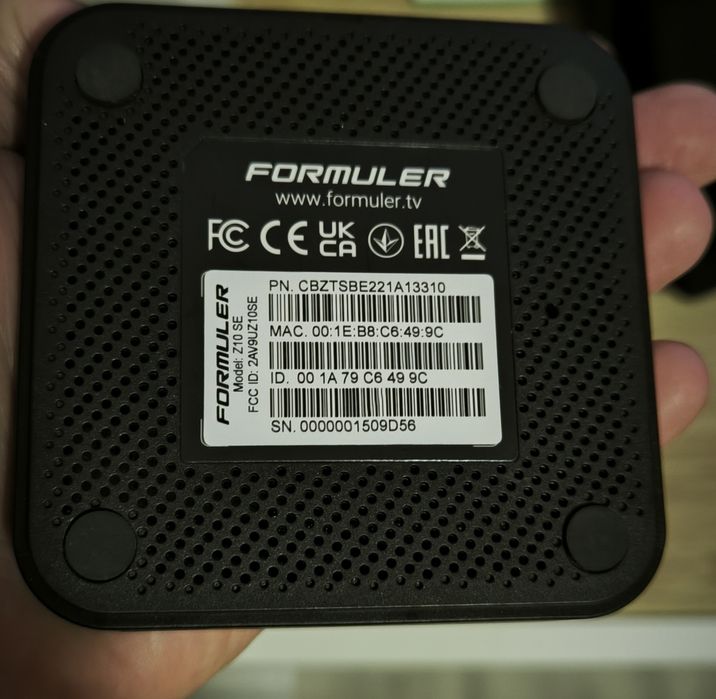 FORMULER
www.formuler.tv
FC CE UK CA EAC
PN. CBZTSBE221A13310
MAC. 00:1E:B8:C6:49:9C
ID. 00 1A 79 C6 49 9C
SN. 0000001509D56
FORMULER
Model: Z10 SE
FCC ID: 2AV9UZ10SE